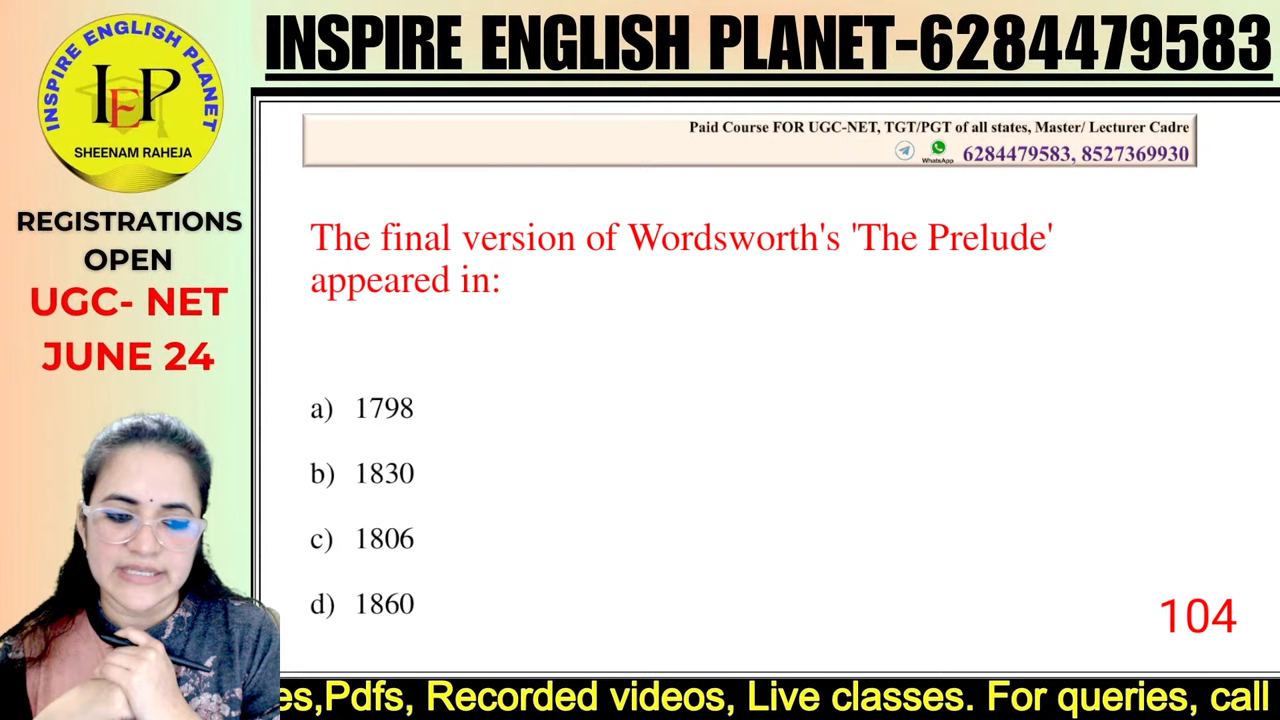 INSPIRE ENGLISH PLANET-6284479583
INSPIRE ENGLISH PLANET
IEP
SHEENAM RAHEJA
Paid Course FOR UGC-NET, TGT/PGT of all states, Master/ Lecturer Cadre
WhatsApp 6284479583, 8527369930
REGISTRATIONS
OPEN
UGC- NET
JUNE 24
The final version of Wordsworth's 'The Prelude'
appeared in:
a) 1798
b) 1830
c) 1806
d) 1860
104
es,Pdfs, Recorded videos, Live classes. For queries, call